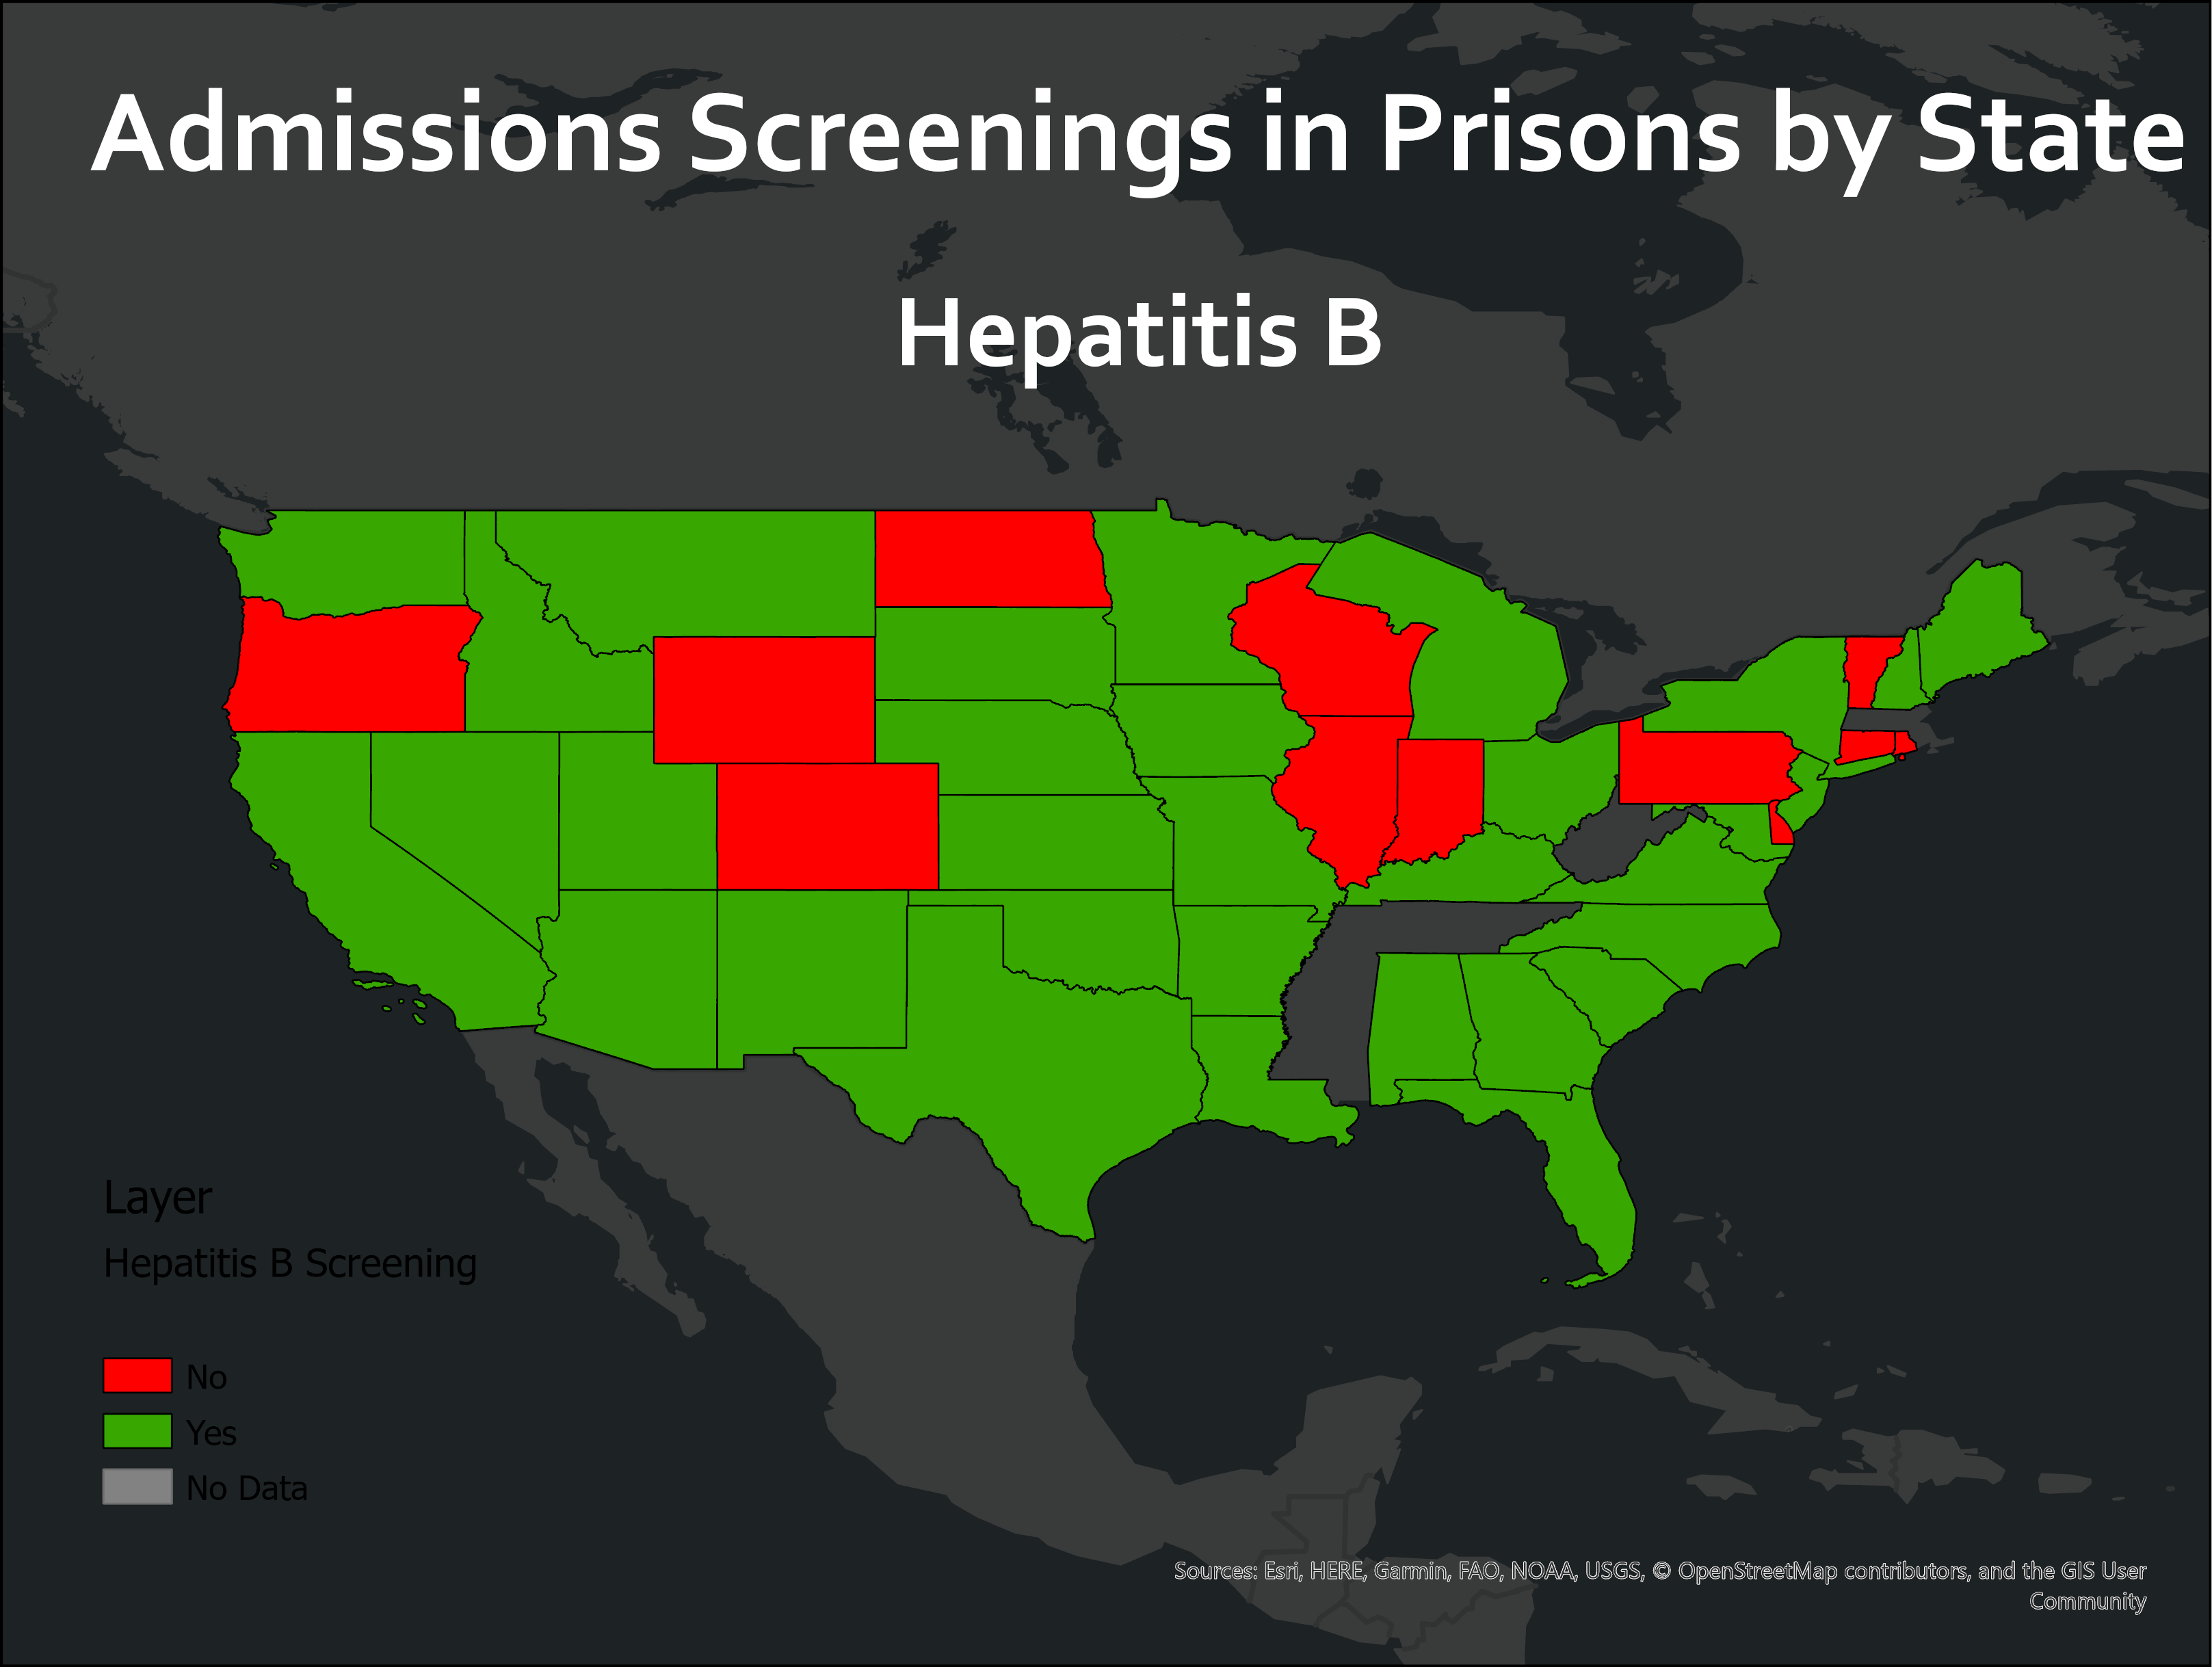 Admissions Screenings in Prisons by State
Hepatitis B
Layer
Hepatitis B Screening
No
Yes
No Data
Sources: Esri, HERE, Garmin, FAO, NOAA, USGS, © OpenStreetMap contributors, and the GIS User
Community